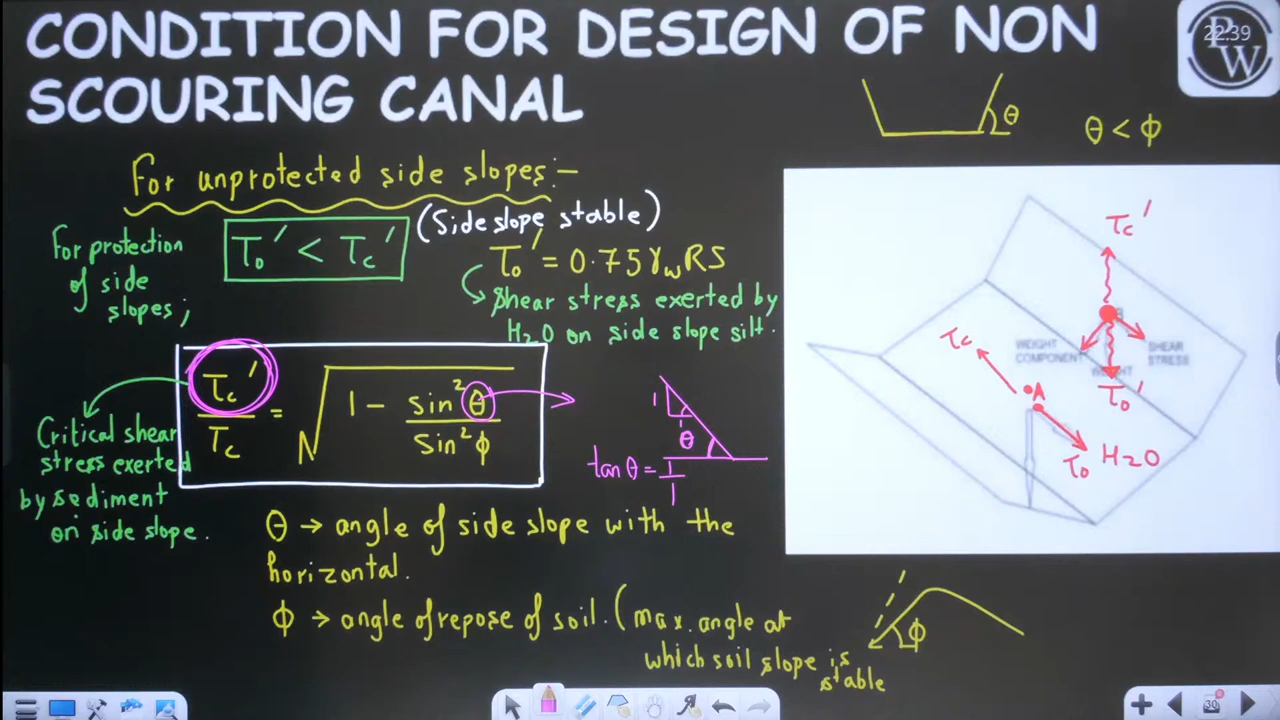 CONDITION FOR DESIGN OF NON
SCOURING CANAL
22:39
PW
θ
θ < ϕ
For unprotected side slopes:-
(Side slope stable)
For protection
of side
slopes;
τ₀' < τc'
τ₀' = 0.75 γw RS
Shear stress exerted by
H₂O on side slope silt.
τc'/τc = √(1 - sin²θ/sin²ϕ)
Critical shear
stress exerted
by sediment
on side slope.
1
1
θ
tanθ = 1/1
τc'
B
WEIGHT
COMPONENT
SHEAR
STRESS
WEIGHT
τ₀'
τc
A
τ₀
H2O
θ → angle of side slope with the
horizontal.
ϕ → angle of repose of soil. (max. angle at
which soil slope is
stable
ϕ
30